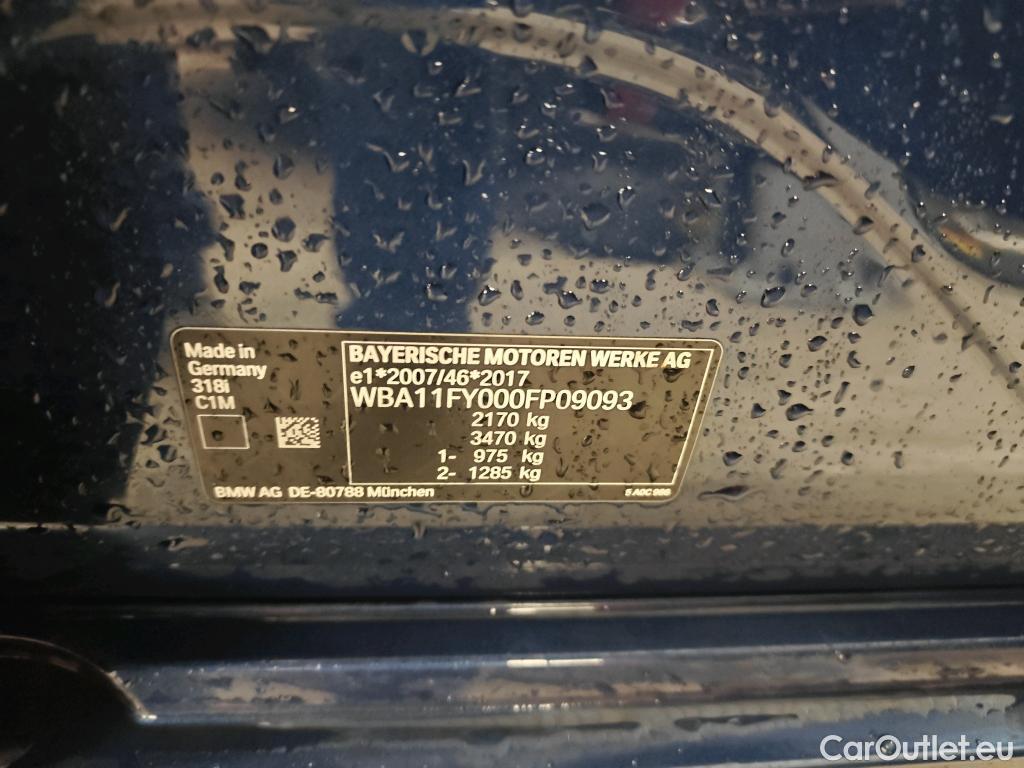 Made in
Germany
318i
C1M
BAYERISCHE MOTOREN WERKE AG
e1*2007/46*2017
WBA11FY000FP09093
2170 kg
3470 kg
1- 975 kg
2- 1285 kg
BMW AG DE-80788 München
CarOutlet.eu